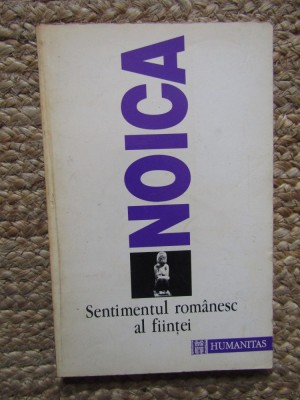 NOICA
Sentimentul românesc
al ființei
HUMANITAS